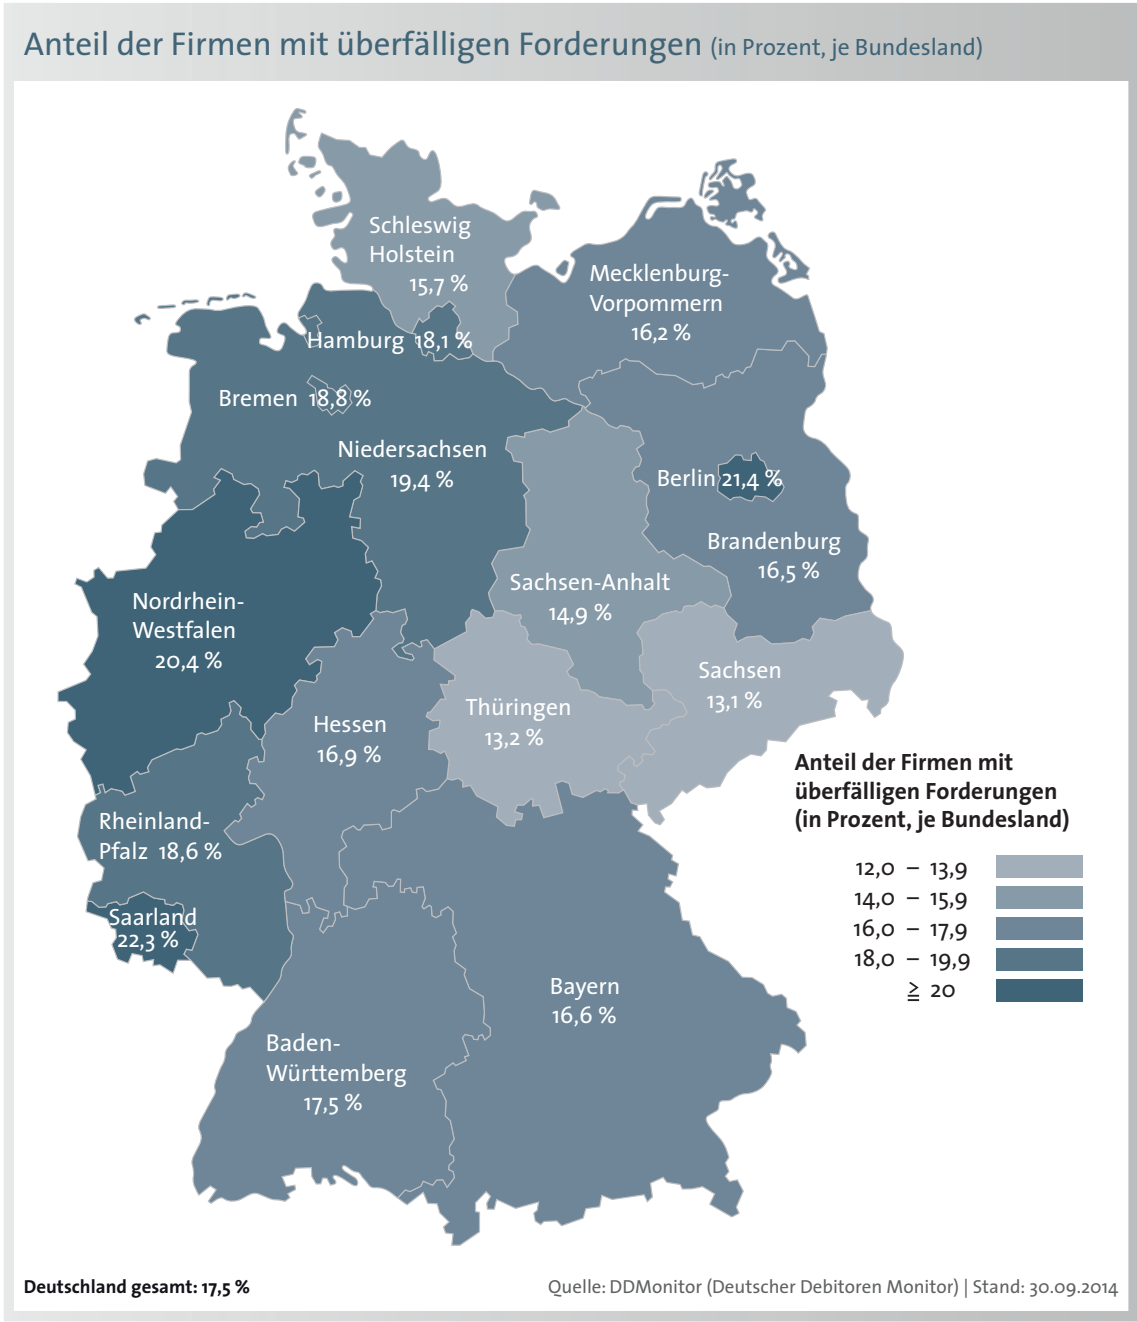 Anteil der Firmen mit überfälligen Forderungen (in Prozent, je Bundesland)
Schleswig
Holstein
15,7 %
Mecklenburg-
Vorpommern
16,2 %
Hamburg 18,1 %
Bremen 18,8 %
Niedersachsen
19,4 %
Berlin 21,4 %
Brandenburg
16,5 %
Sachsen-Anhalt
14,9 %
Nordrhein-
Westfalen
20,4 %
Sachsen
13,1 %
Thüringen
13,2 %
Hessen
16,9 %
Rheinland-
Pfalz 18,6 %
Saarland
22,3 %
Bayern
16,6 %
Baden-
Württemberg
17,5 %
Anteil der Firmen mit
überfälligen Forderungen
(in Prozent, je Bundesland)
12,0 – 13,9
14,0 – 15,9
16,0 – 17,9
18,0 – 19,9
≧ 20
Deutschland gesamt: 17,5 %
Quelle: DDMonitor (Deutscher Debitoren Monitor) | Stand: 30.09.2014